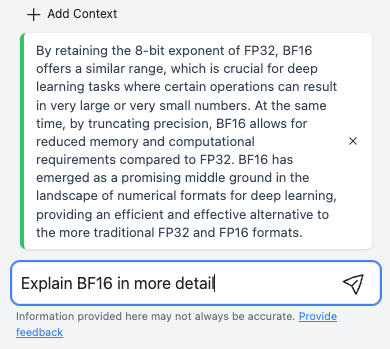 + Add Context
By retaining the 8-bit exponent of FP32, BF16
offers a similar range, which is crucial for deep
learning tasks where certain operations can result
in very large or very small numbers. At the same
time, by truncating precision, BF16 allows for
reduced memory and computational
requirements compared to FP32. BF16 has
emerged as a promising middle ground in the
landscape of numerical formats for deep learning,
providing an efficient and effective alternative to
the more traditional FP32 and FP16 formats.
Explain BF16 in more detail
Information provided here may not always be accurate. Provide
feedback